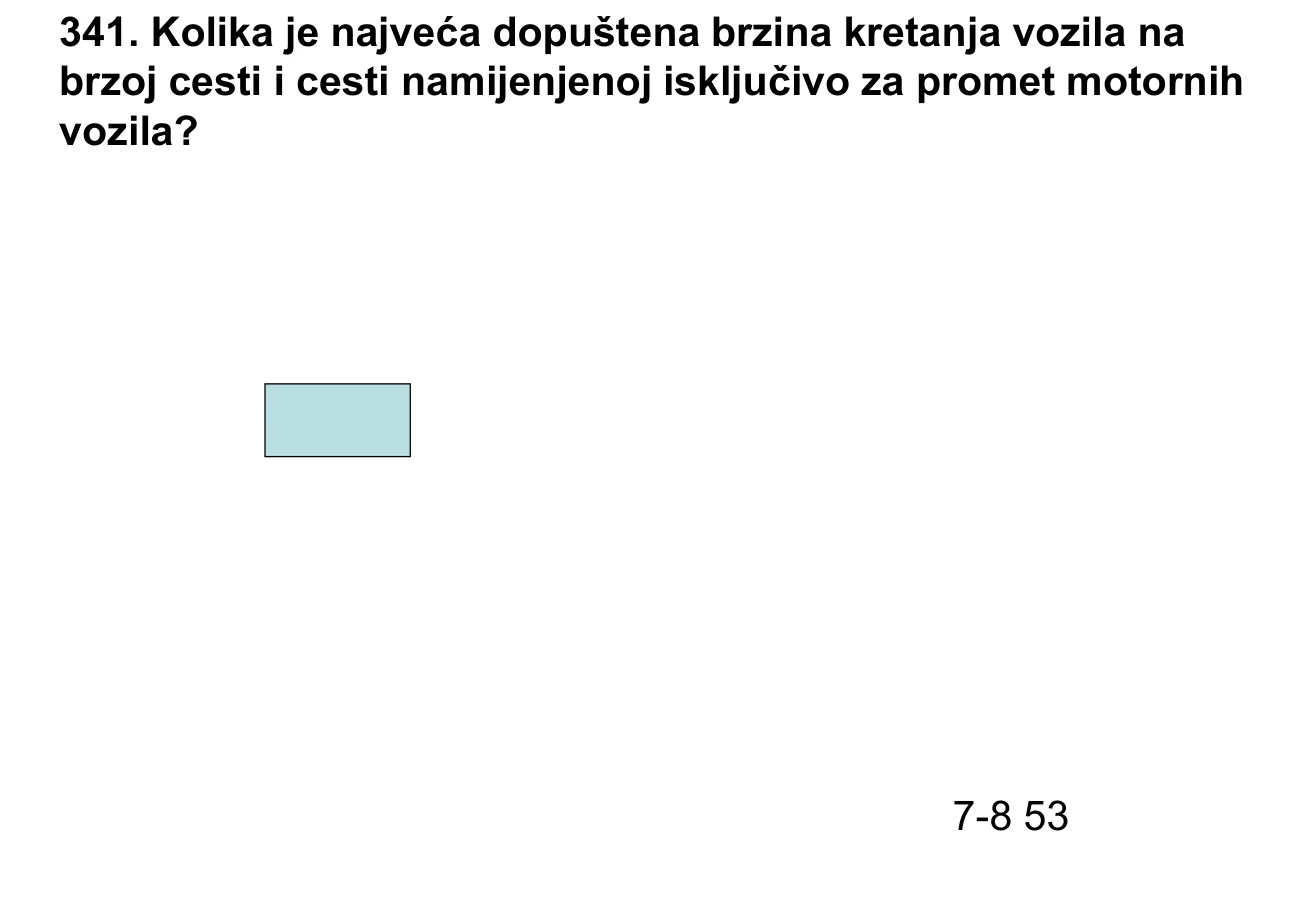 341. Kolika je najveća dopuštena brzina kretanja vozila na
brzoj cesti i cesti namijenjenoj isključivo za promet motornih
vozila?
7-8 53